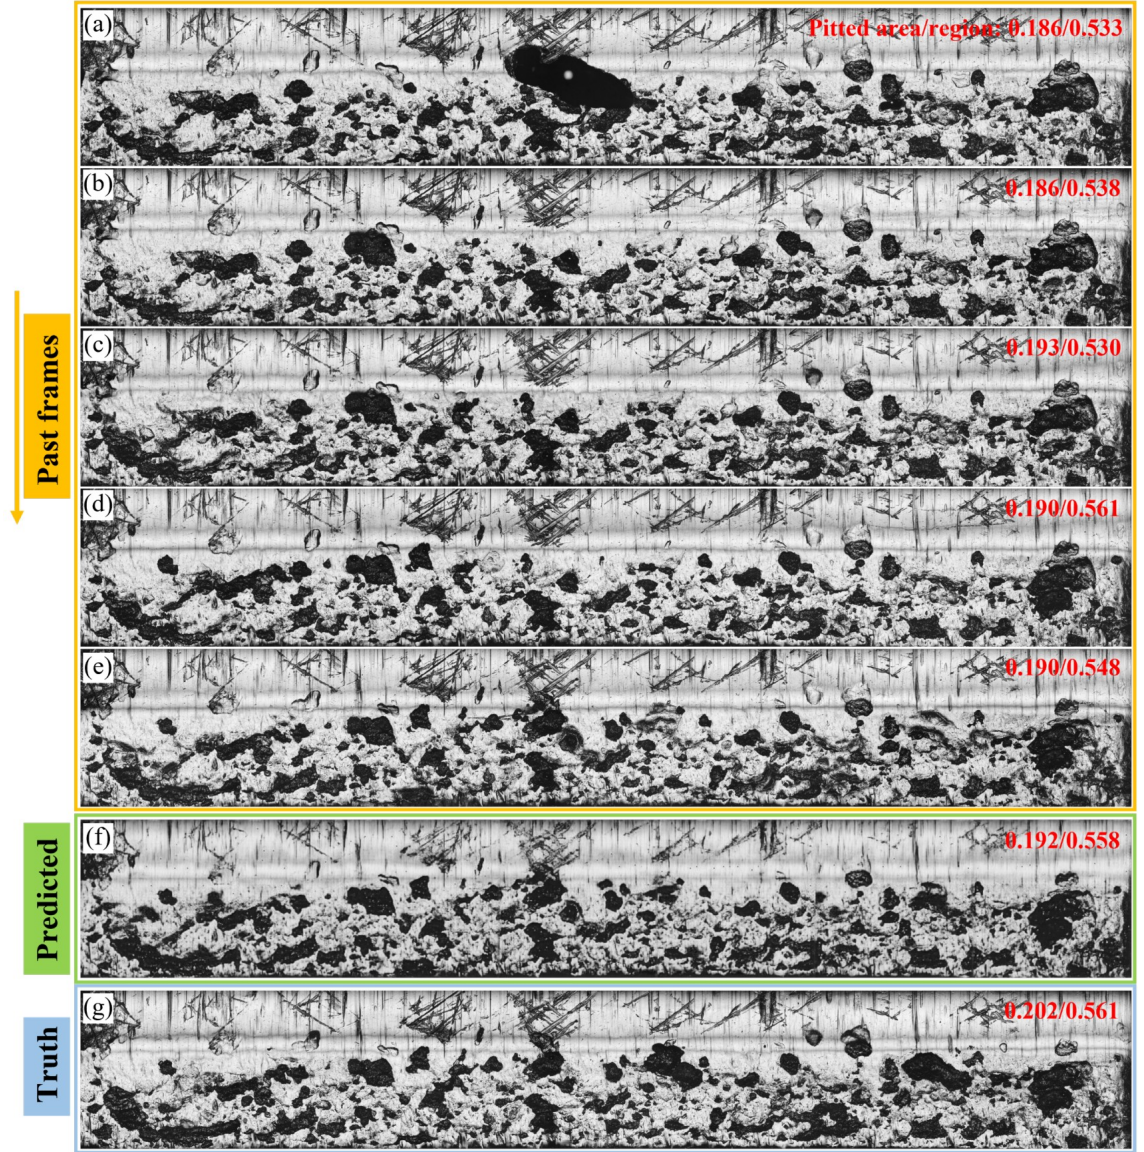 (a)
Pitted area/region: 0.186/0.533
(b)
0.186/0.538
(c)
0.193/0.530
(d)
0.190/0.561
(e)
0.190/0.548
Past frames
(f)
0.192/0.558
Predicted
(g)
0.202/0.561
Truth